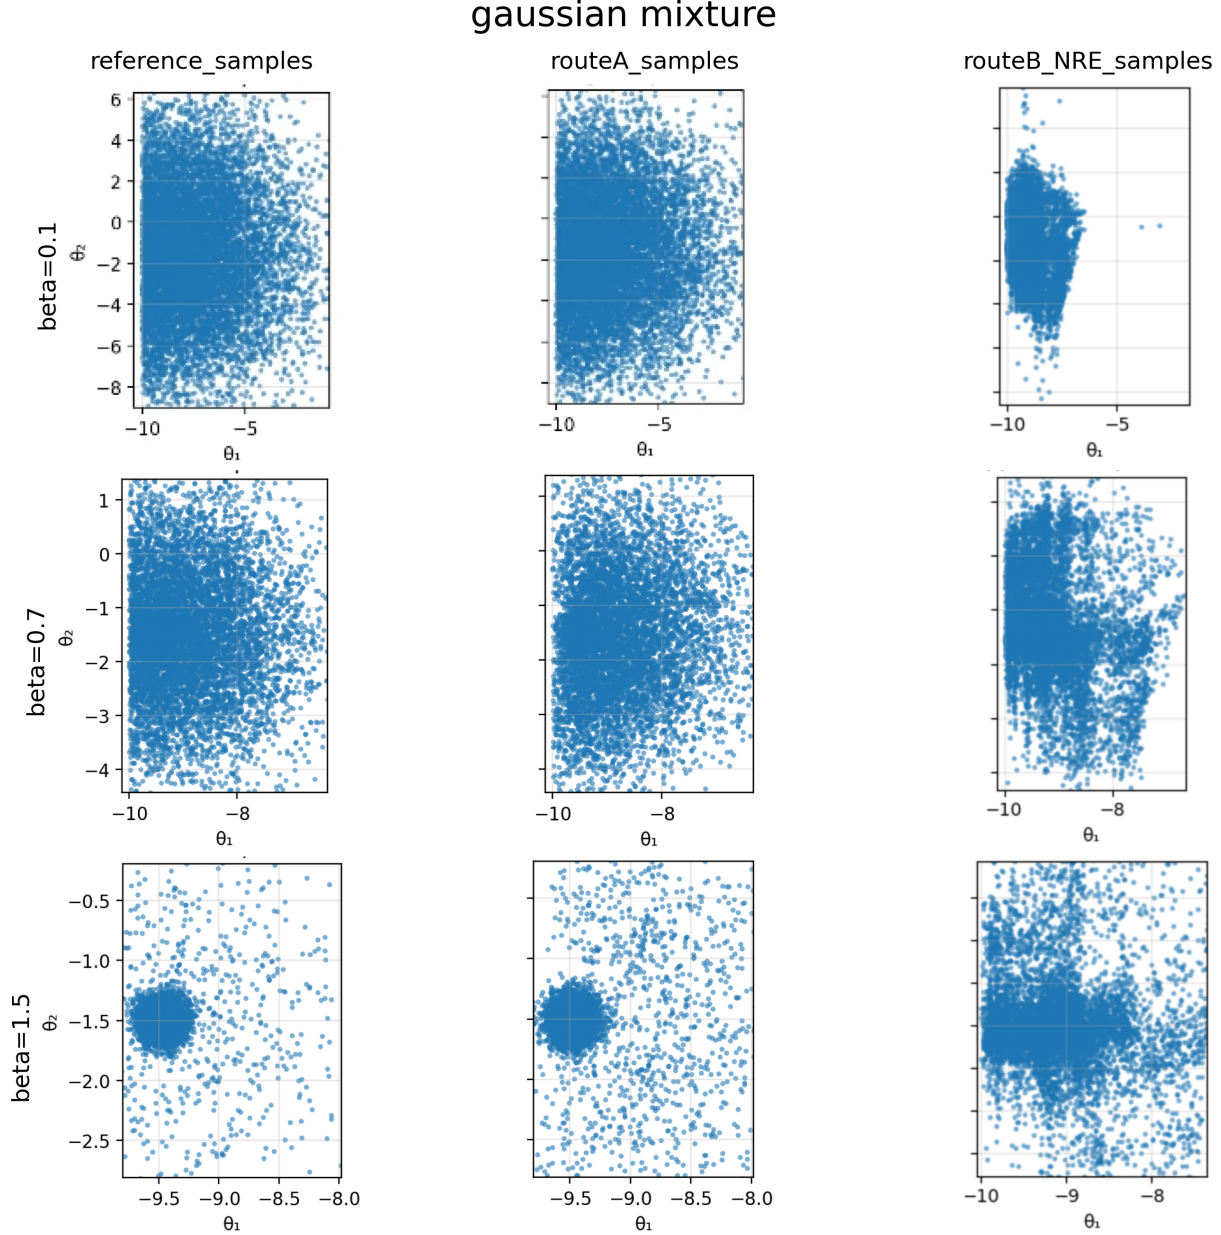 gaussian mixture
reference_samples
routeA_samples
routeB_NRE_samples
beta=0.1
θ₂
6
4
2
0
−2
−4
−6
−8
−10 −5
θ₁
−10 −5
θ₁
−10 −5
θ₁
beta=0.7
θ₂
1
0
−1
−2
−3
−4
−10 −8
θ₁
−10 −8
θ₁
−10 −8
θ₁
beta=1.5
θ₂
−0.5
−1.0
−1.5
−2.0
−2.5
−9.5 −9.0 −8.5 −8.0
θ₁
−9.5 −9.0 −8.5 −8.0
θ₁
−10 −9 −8
θ₁